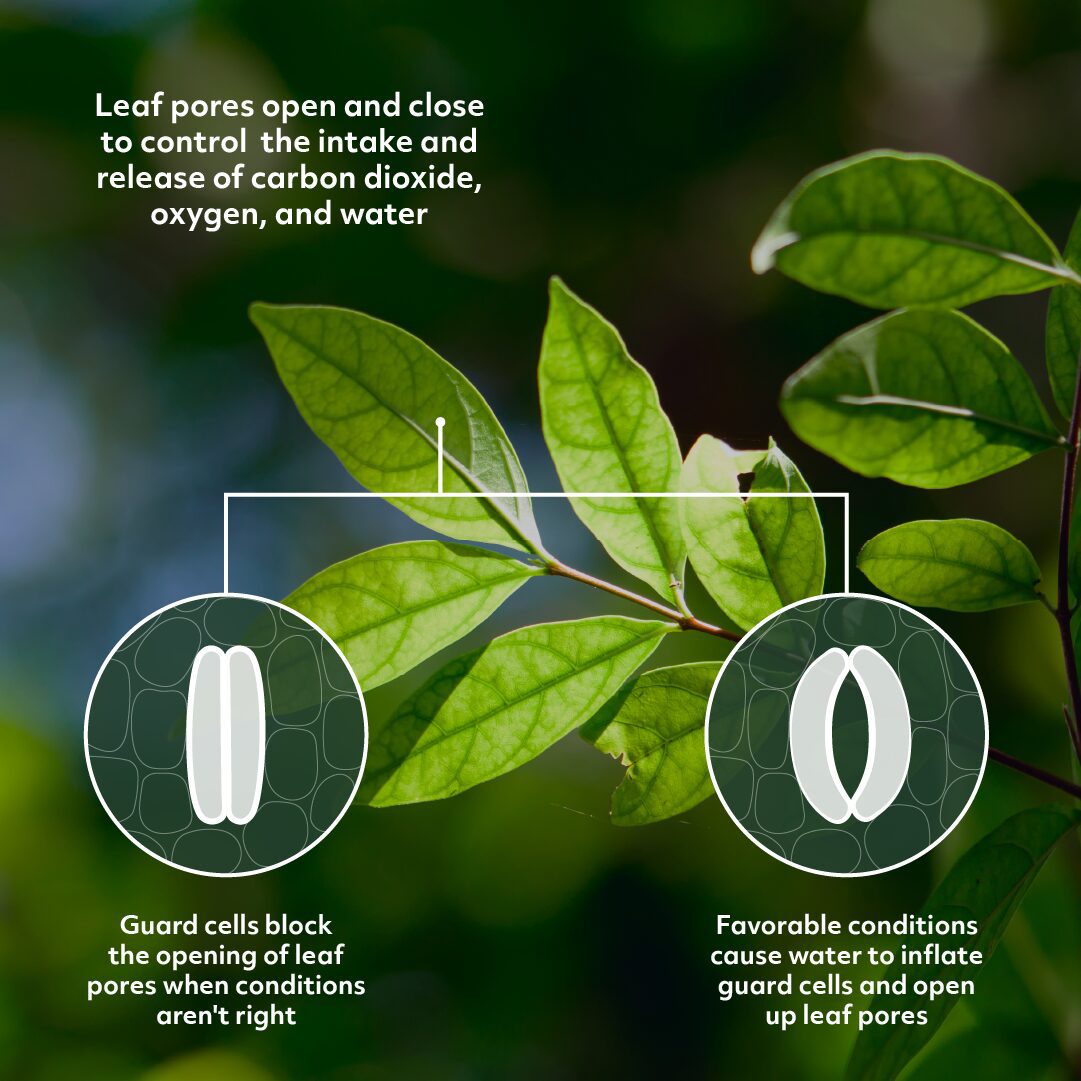 Leaf pores open and close
to control the intake and
release of carbon dioxide,
oxygen, and water
Guard cells block
the opening of leaf
pores when conditions
aren't right
Favorable conditions
cause water to inflate
guard cells and open
up leaf pores